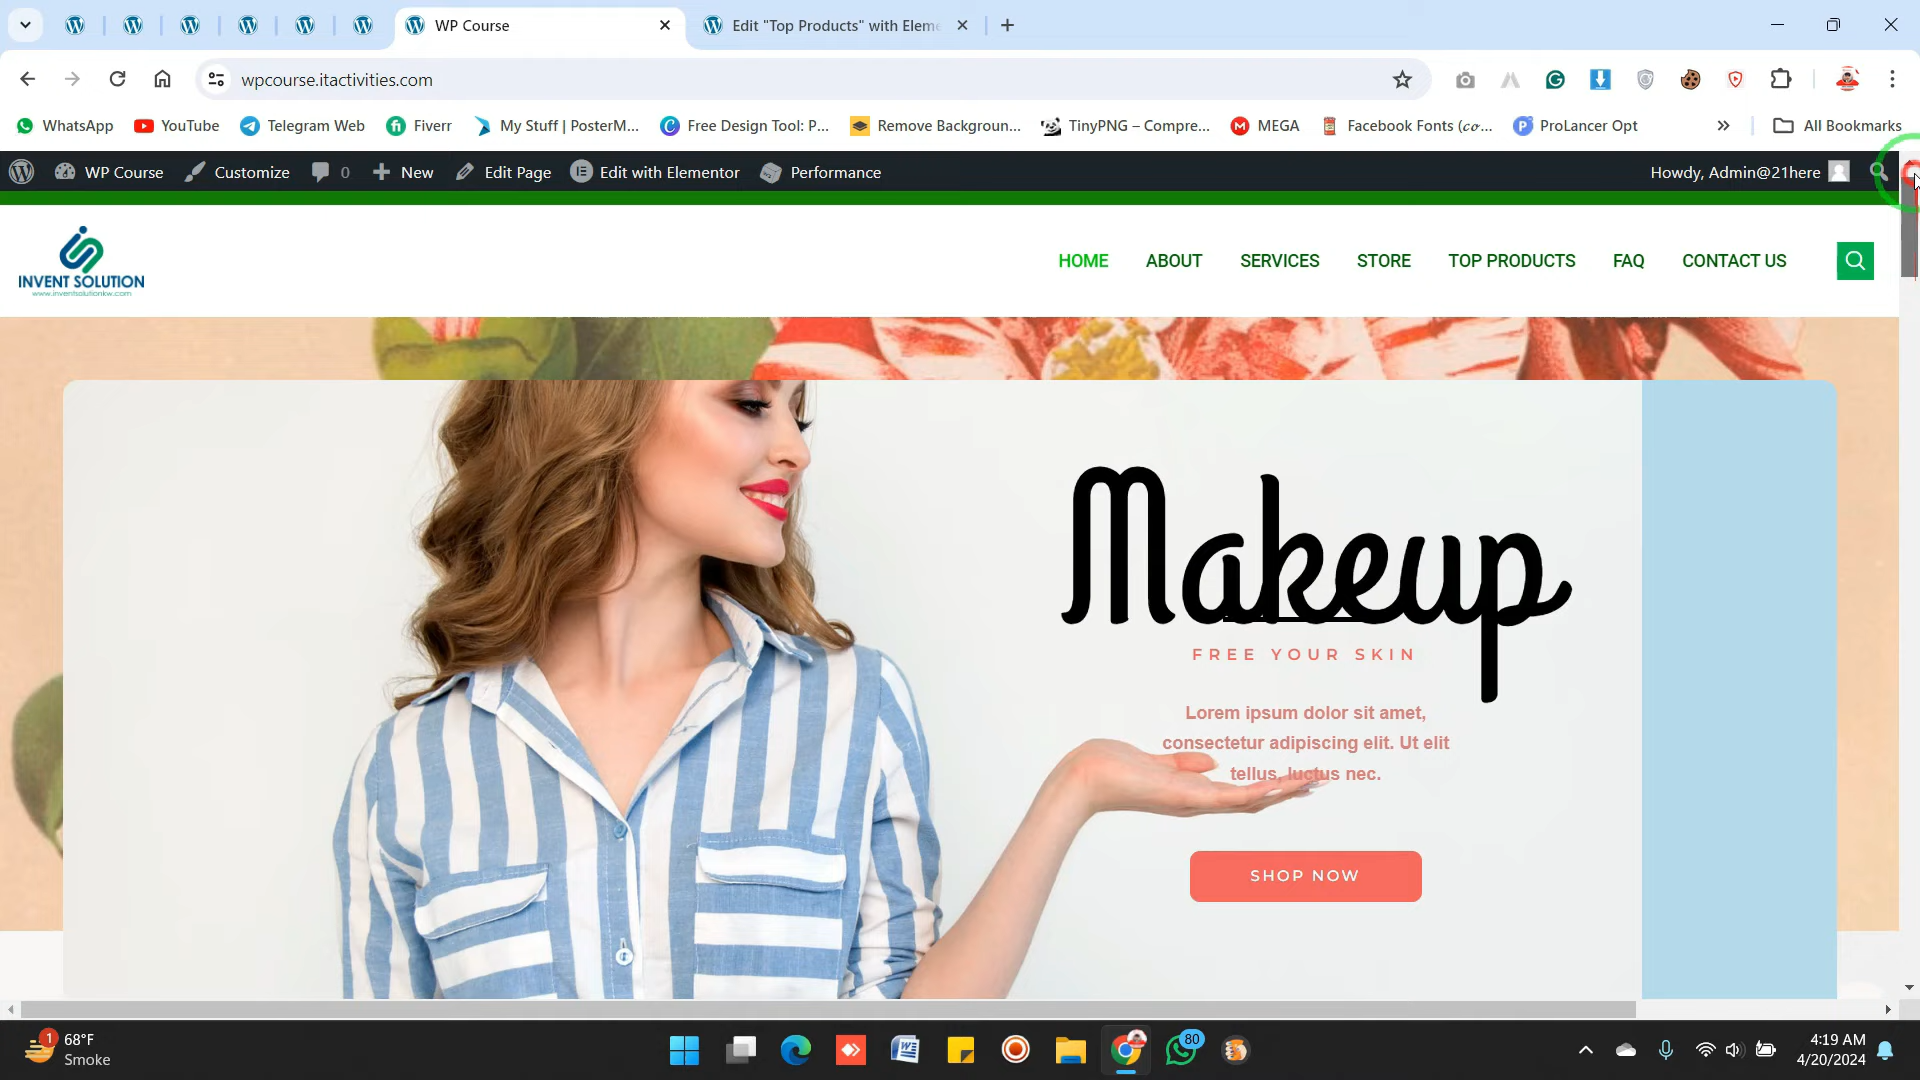 WP Course
Edit "Top Products" with Eleme
wpcourse.itactivities.com
WhatsApp
YouTube
Telegram Web
Fiverr
My Stuff | PosterM...
Free Design Tool: P...
Remove Backgroun...
TinyPNG – Compre...
MEGA
Facebook Fonts (𝒸ℴ...
ProLancer Opt
All Bookmarks
WP Course
Customize
0
New
Edit Page
Edit with Elementor
Performance
Howdy, Admin@21here
INVENT SOLUTION
www.inventsolutionkw.com
HOME
ABOUT
SERVICES
STORE
TOP PRODUCTS
FAQ
CONTACT US
Makeup
FREE YOUR SKIN
Lorem ipsum dolor sit amet,
consectetur adipiscing elit. Ut elit
tellus, luctus nec.
SHOP NOW
1
68°F
Smoke
80
4:19 AM
4/20/2024